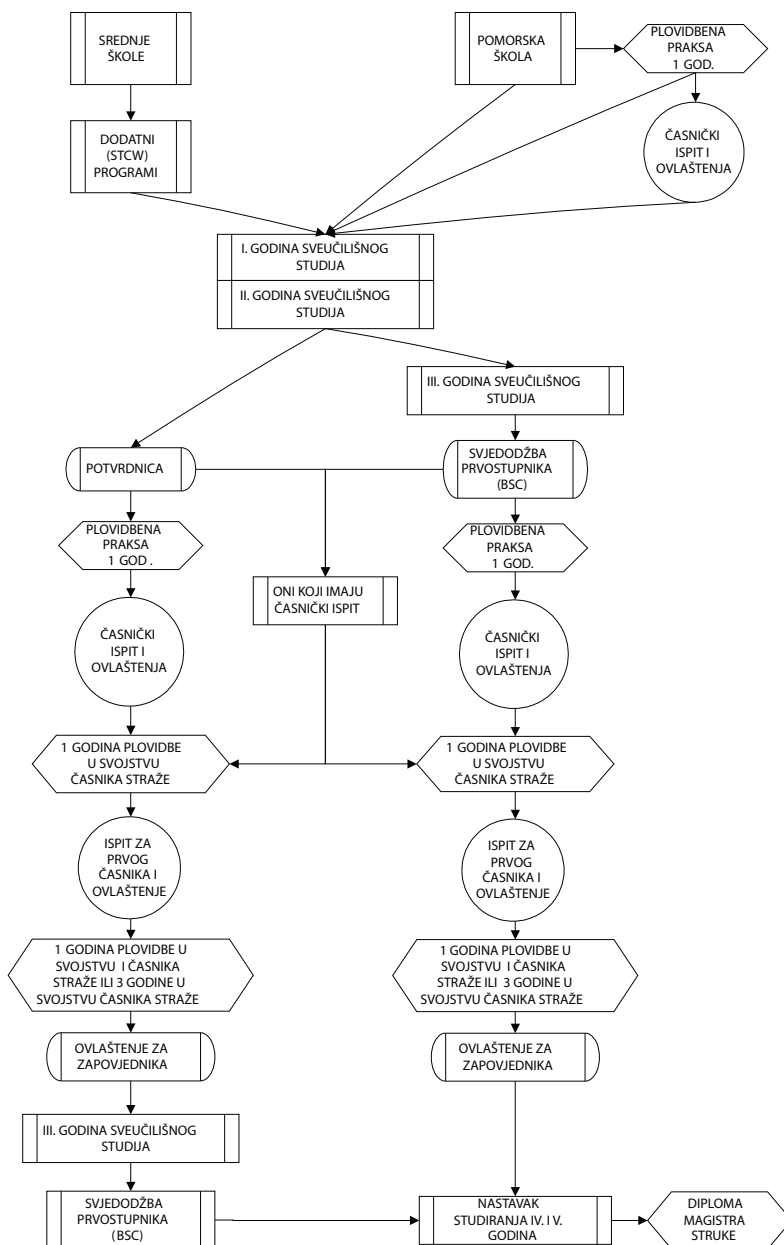 SREDNJE
ŠKOLE
POMORSKA
ŠKOLA
PLOVIDBENA
PRAKSA
1 GOD.
DODATNI
(STCW)
PROGRAMI
ČASNIČKI
ISPIT I
OVLAŠTENJA
I. GODINA SVEUČILIŠNOG
STUDIJA
II. GODINA SVEUČILIŠNOG
STUDIJA
III. GODINA SVEUČILIŠNOG
STUDIJA
POTVRDNICA
SVJEDODŽBA
PRVOSTUPNIKA
(BSC)
PLOVIDBENA
PRAKSA
1 GOD .
PLOVIDBENA
PRAKSA
1 GOD.
ONI KOJI IMAJU
ČASNIČKI ISPIT
ČASNIČKI
ISPIT I
OVLAŠTENJA
ČASNIČKI
ISPIT I
OVLAŠTENJA
1 GODINA PLOVIDBE
U SVOJSTVU
ČASNIKA STRAŽE
1 GODINA PLOVIDBE
U SVOJSTVU
ČASNIKA STRAŽE
ISPIT ZA
PRVOG
ČASNIKA I
OVLAŠTENJE
ISPIT ZA
PRVOG
ČASNIKA I
OVLAŠTENJE
1 GODINA PLOVIDBE U
SVOJSTVU I ČASNIKA
STRAŽE ILI 3 GODINE U
SVOJSTVU ČASNIKA STRAŽE
1 GODINA PLOVIDBE U
SVOJSTVU I ČASNIKA
STRAŽE ILI 3 GODINE U
SVOJSTVU ČASNIKA STRAŽE
OVLAŠTENJE ZA
ZAPOVJEDNIKA
OVLAŠTENJE ZA
ZAPOVJEDNIKA
III. GODINA SVEUČILIŠNOG
STUDIJA
SVJEDODŽBA
PRVOSTUPNIKA
(BSC)
NASTAVAK
STUDIRANJA IV. I V.
GODINA
DIPLOMA
MAGISTRA
STRUKE